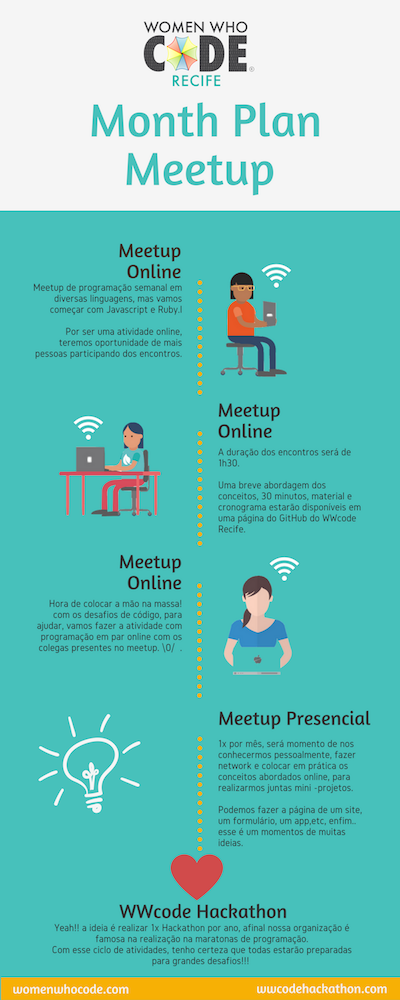 WOMEN WHO
CODE
RECIFE
Month Plan
Meetup
Meetup
Online
Meetup de programação semanal em
diversas linguagens, mas vamos
começar com Javascript e Ruby.!
Por ser uma atividade online,
teremos oportunidade de mais
pessoas participando dos encontros.
Meetup
Online
A duração dos encontros será de
1h30.
Uma breve abordagem dos
conceitos, 30 minutos, material e
cronograma estarão disponíveis em
uma página do GitHub do WWcode
Recife.
Meetup
Online
Hora de colocar a mão na massa!
com os desafios de código, para
ajudar, vamos fazer a atividade com
programação em par online com os
colegas presentes no meetup. \0/ .
Meetup Presencial
1x por mês, será momento de nos
conhecermos pessoalmente, fazer
network e colocar em prática os
conceitos abordados online, para
realizarmos juntas mini -projetos.
Podemos fazer a página de um site,
um formulário, um app,etc, enfim..
esse é um momentos de muitas
ideias.
WWcode Hackathon
Yeah!! a ideia é realizar 1x Hackathon por ano, afinal nossa organização é
famosa na realização na maratonas de programação.
Com esse ciclo de atividades, tenho certeza que todas estarão preparadas
para grandes desafios!!!
womenwhocode.com
wwcodehackathon.com